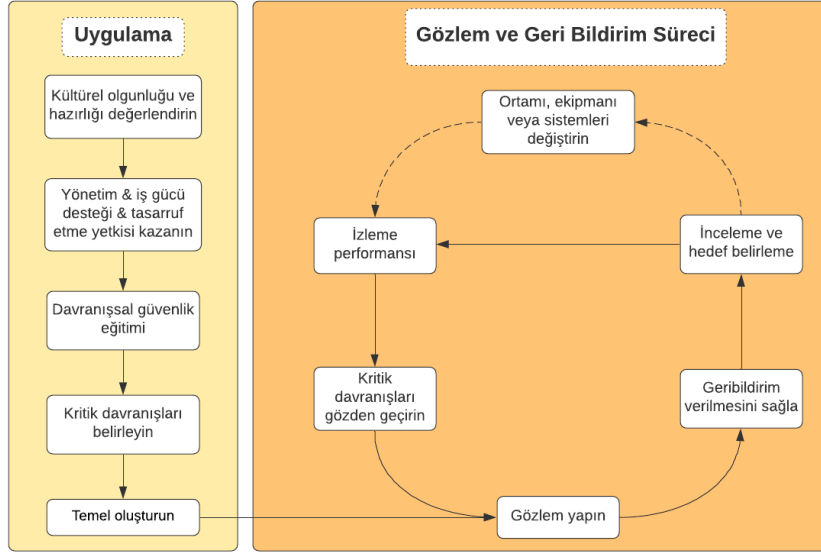 Uygulama
Kültürel olgunluğu ve
hazırlığı değerlendirin
Yönetim & iş gücü
desteği & tasarruf
etme yetkisi kazanın
Davranışsal güvenlik
eğitimi
Kritik davranışları
belirleyin
Temel oluşturun
Gözlem ve Geri Bildirim Süreci
Ortamı, ekipmanı
veya sistemleri
değiştirin
İzleme
performansı
İnceleme ve
hedef belirleme
Kritik
davranışları
gözden geçirin
Geribildirim
verilmesini sağla
Gözlem yapın